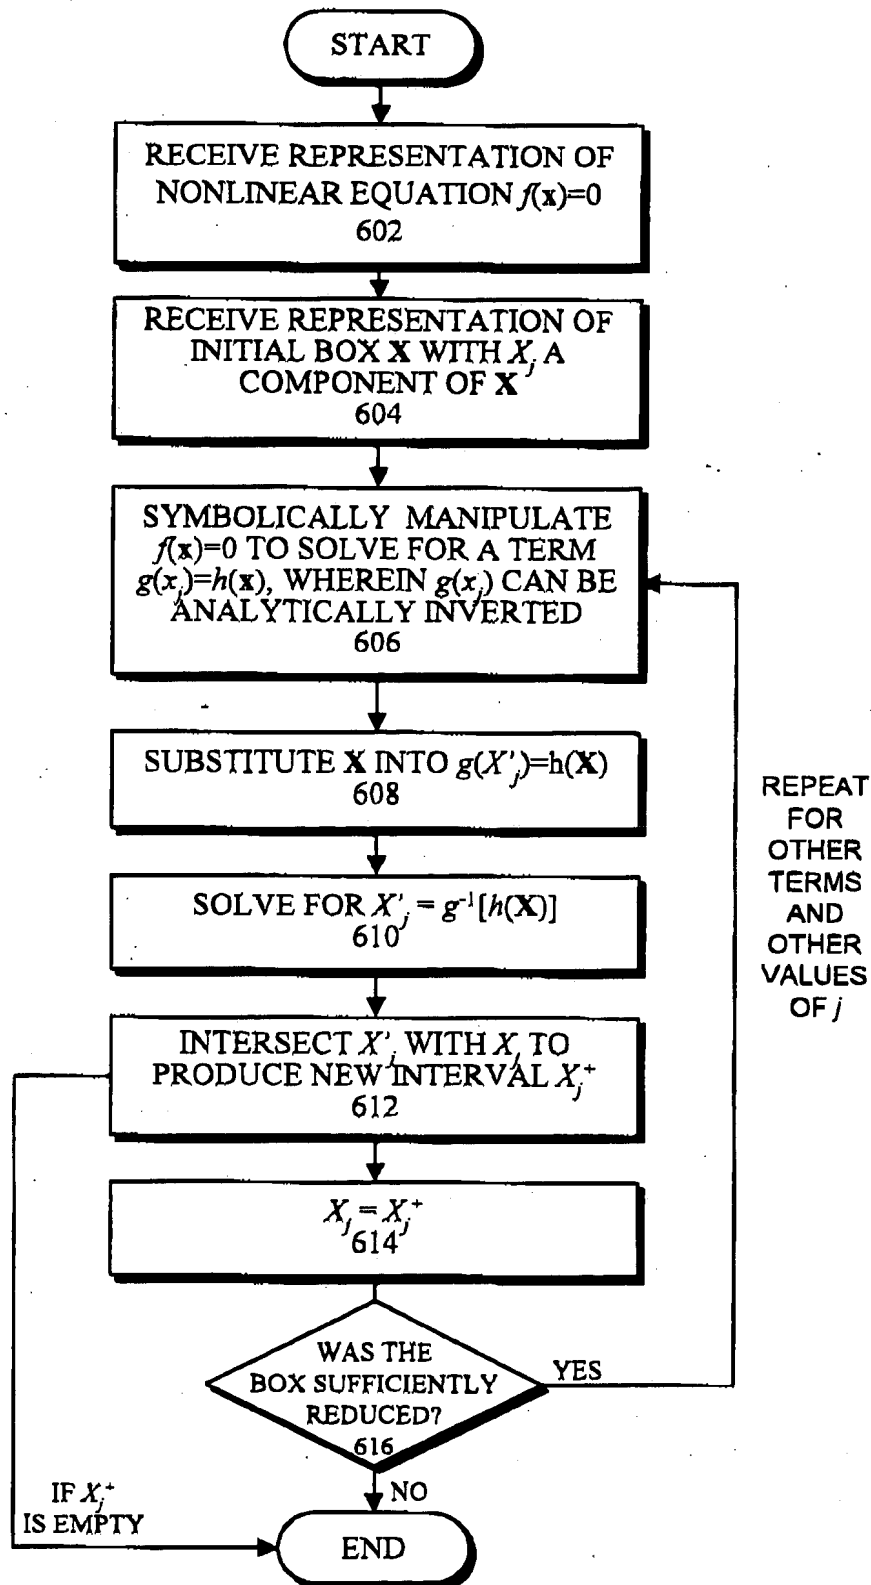 START
RECEIVE REPRESENTATION OF
NONLINEAR EQUATION f(x)=0
602
RECEIVE REPRESENTATION OF
INITIAL BOX X WITH Xj A
COMPONENT OF X
604
SYMBOLICALLY MANIPULATE
f(x)=0 TO SOLVE FOR A TERM
g(xj)=h(x), WHEREIN g(xj) CAN BE
ANALYTICALLY INVERTED
606
SUBSTITUTE X INTO g(X'j)=h(X)
608
SOLVE FOR X'j = g⁻¹[h(X)]
610
INTERSECT X'j WITH Xj TO
PRODUCE NEW INTERVAL Xj⁺
612
Xj = Xj⁺
614
WAS THE
BOX SUFFICIENTLY
REDUCED?
616
YES
REPEAT
FOR
OTHER
TERMS
AND
OTHER
VALUES
OF j
NO
IF Xj⁺
IS EMPTY
END